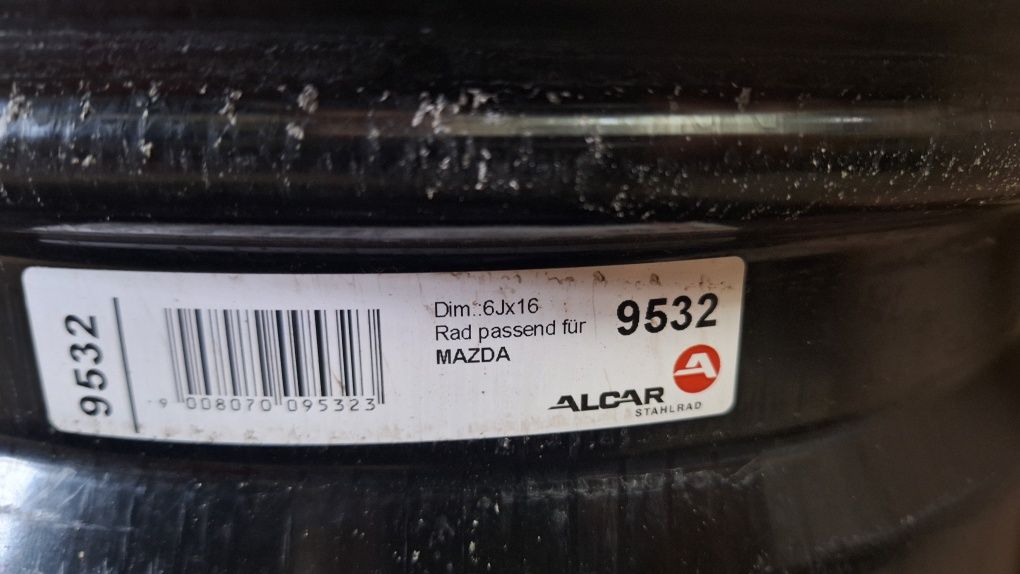 9532
9 008070 095323
Dim.:6Jx16
Rad passend für
MAZDA
9532
A
ALCAR
STAHLRAD